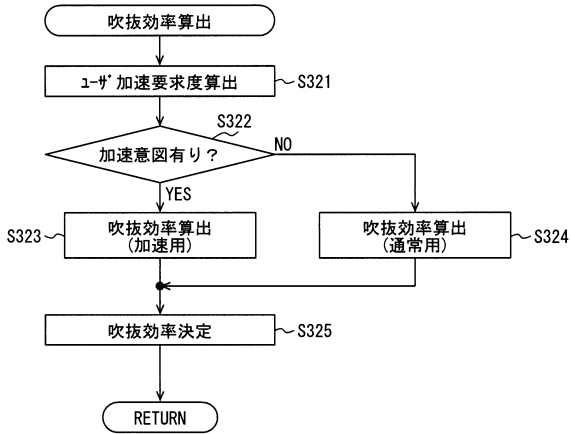 吹抜効率算出
ﾕｰｻﾞ加速要求度算出
S321
S322
加速意図有り？
NO
YES
S323
吹抜効率算出
(加速用)
吹抜効率算出
(通常用)
S324
吹抜効率決定
S325
RETURN